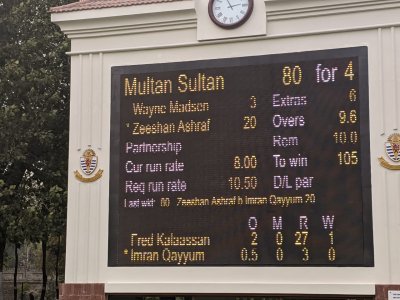 Multan Sultan 80 for 4
Wayne Madsen 3 Extras 6
* Zeeshan Ashraf 20 Overs 9.6
Partnership Rem 10.0
Cur run rate 8.00 To win 105
Req run rate 10.50 D/L par
Last wkt: 80 Zeeshan Ashraf b Imran Qayyum 20
O M R W
Fred Kalaassan 2 0 27 1
* Imran Qayyum 0.5 0 3 0